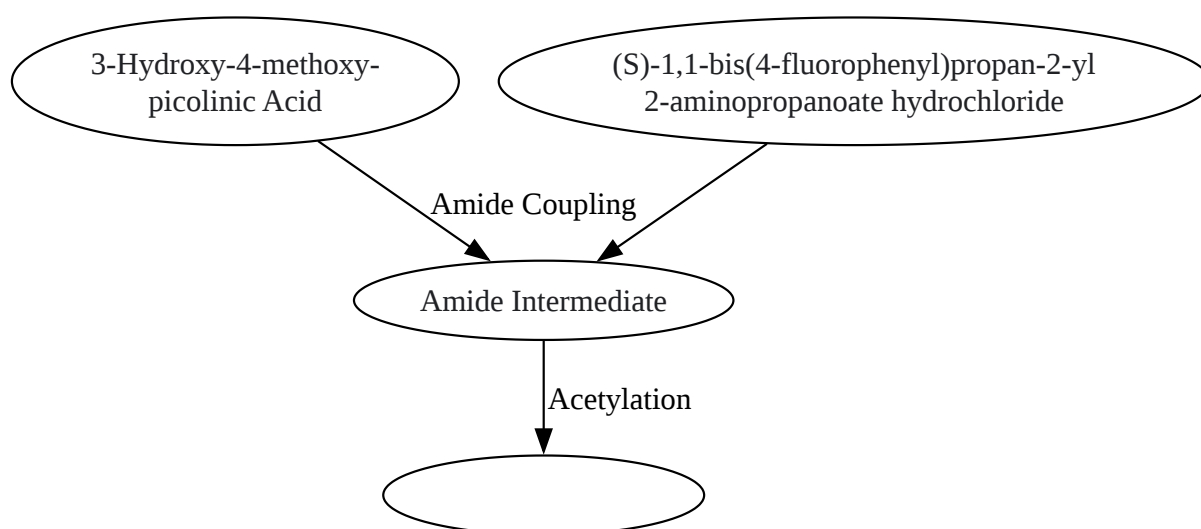 3-Hydroxy-4-methoxy-
picolinic Acid
(S)-1,1-bis(4-fluorophenyl)propan-2-yl
2-aminopropanoate hydrochloride
Amide Coupling
Amide Intermediate
Acetylation